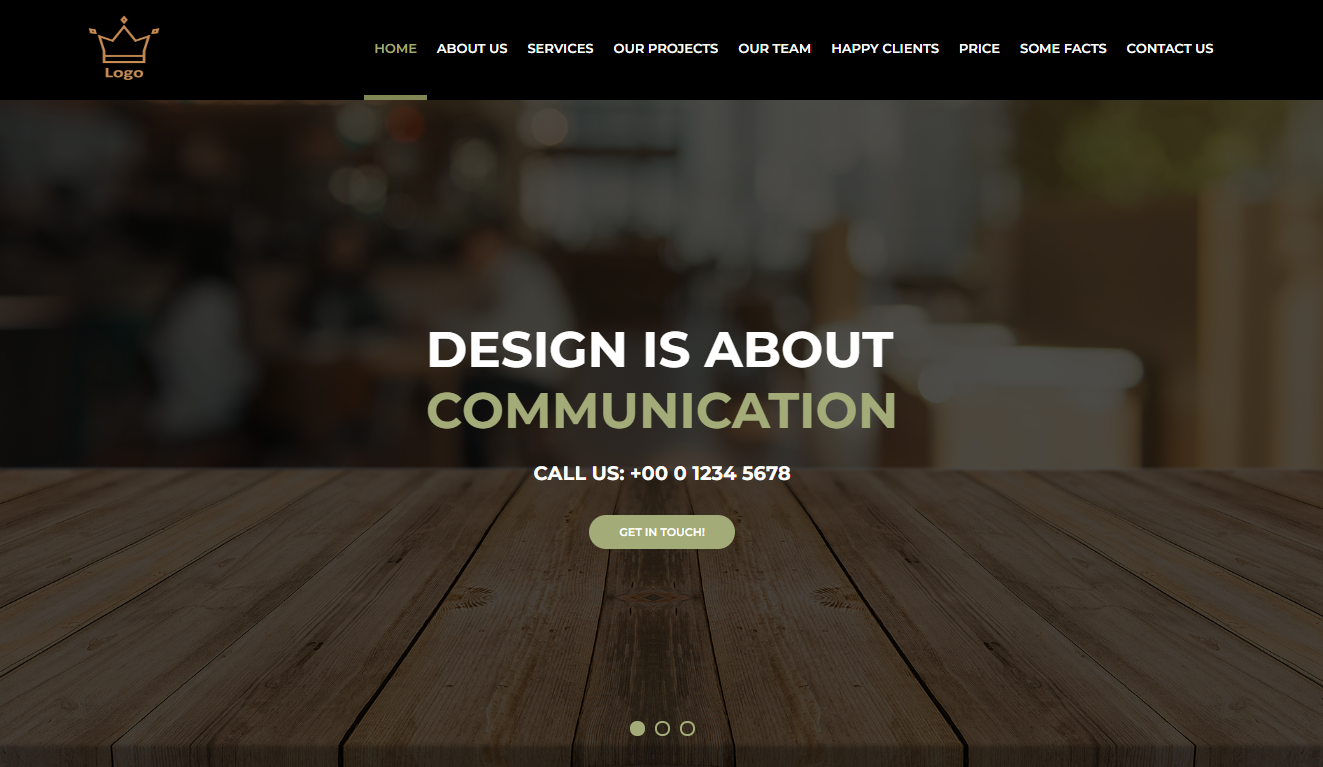 Logo
HOME ABOUT US SERVICES OUR PROJECTS OUR TEAM HAPPY CLIENTS PRICE SOME FACTS CONTACT US
DESIGN IS ABOUT
COMMUNICATION
CALL US: +00 0 1234 5678
GET IN TOUCH!